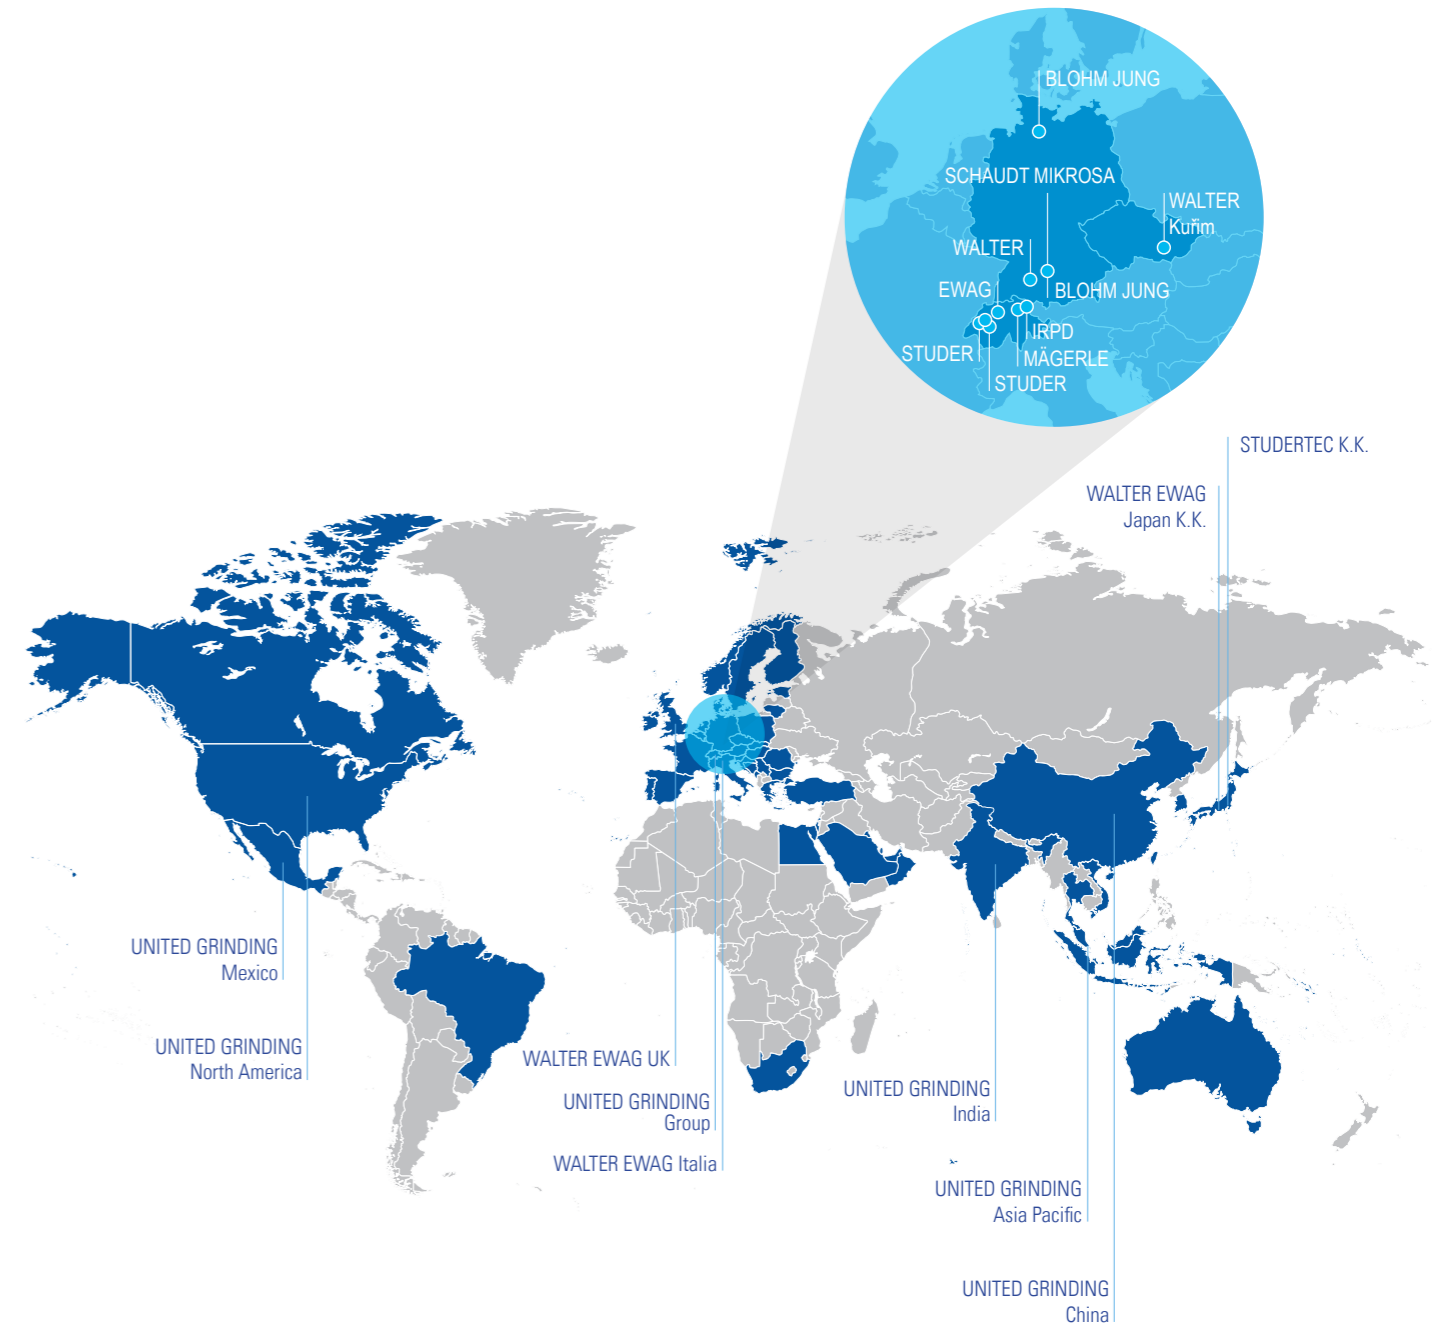 BLOHM JUNG
SCHAUDT MIKROSA
WALTER
Kuřim
WALTER
EWAG
BLOHM JUNG
IRPD
STUDER
MÄGERLE
STUDER
STUDERTEC K.K.
WALTER EWAG
Japan K.K.
UNITED GRINDING
Mexico
UNITED GRINDING
North America
WALTER EWAG UK
UNITED GRINDING
Group
WALTER EWAG Italia
UNITED GRINDING
India
UNITED GRINDING
Asia Pacific
UNITED GRINDING
China